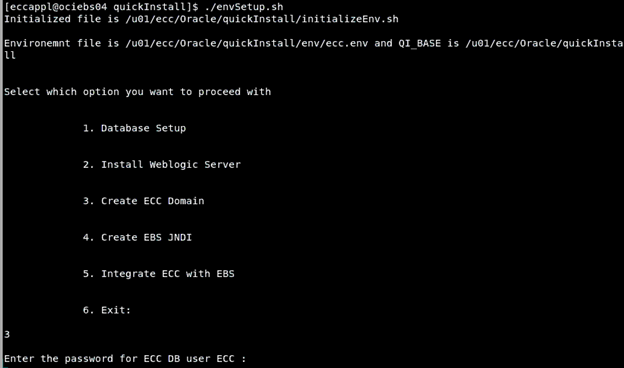 [eccappl@ociebs04 quickInstall]$ ./envSetup.sh
Initialized file is /u01/ecc/Oracle/quickInstall/initializeEnv.sh
Environemnt file is /u01/ecc/Oracle/quickInstall/env/ecc.env and QI_BASE is /u01/ecc/Oracle/quickInsta
ll
Select which option you want to proceed with
1. Database Setup
2. Install Weblogic Server
3. Create ECC Domain
4. Create EBS JNDI
5. Integrate ECC with EBS
6. Exit:
3
Enter the password for ECC DB user ECC :